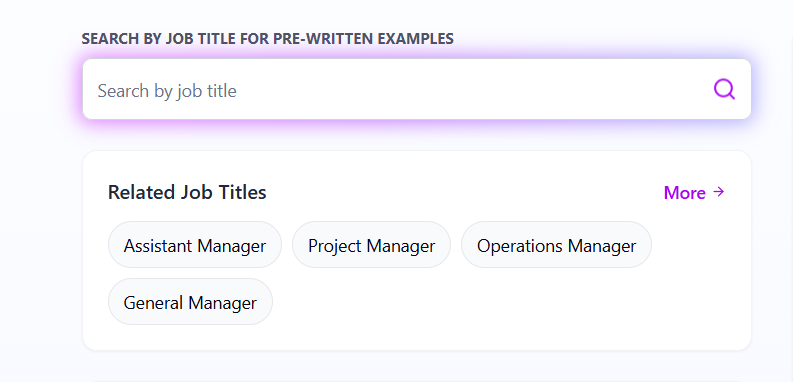 SEARCH BY JOB TITLE FOR PRE-WRITTEN EXAMPLES
Search by job title
Related Job Titles
More →
Assistant Manager
Project Manager
Operations Manager
General Manager